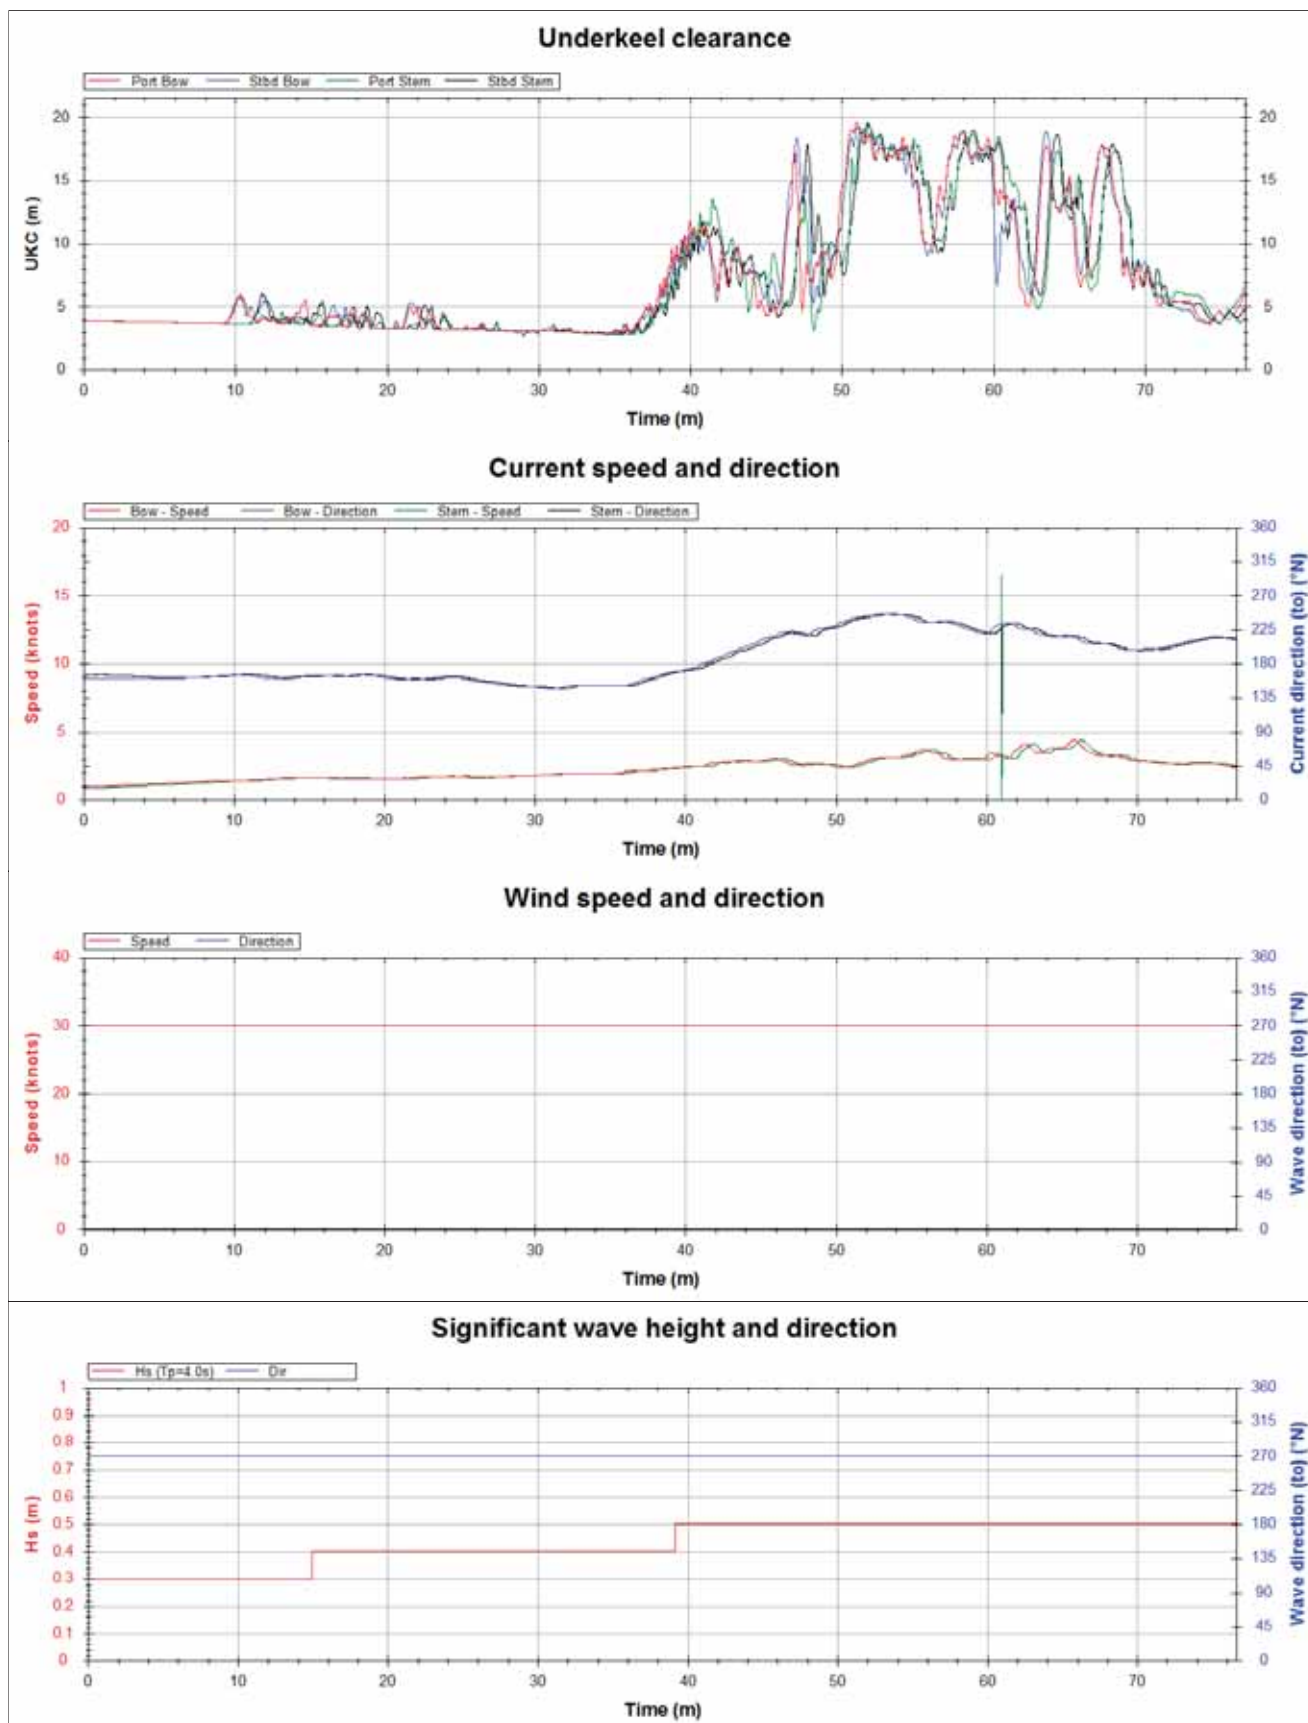 Underkeel clearance
Port Bow Stbd Bow Port Stern Stbd Stern
20 20
15 15
10 10
5 5
0 0
UKC (m)
0 10 20 30 40 50 60 70
Time (m)
Current speed and direction
Bow - Speed Bow - Direction Stern - Speed Stern - Direction
20 360
315
15 270
225
10 180
135
5 90
45
0 0
Speed (knots)
Current direction (to) (°N)
0 10 20 30 40 50 60 70
Time (m)
Wind speed and direction
Speed Direction
40 360
315
30 270
225
20 180
135
10 90
45
0 0
Speed (knots)
Wave direction (to) (°N)
0 10 20 30 40 50 60 70
Time (m)
Significant wave height and direction
Hs (Tp=4.0s) Dir
1 360
0.9 315
0.8
0.7 270
0.6 225
0.5 180
0.4 135
0.3 90
0.2
0.1 45
0 0
Hs (m)
Wave direction (to) (°N)
0 10 20 30 40 50 60 70
Time (m)